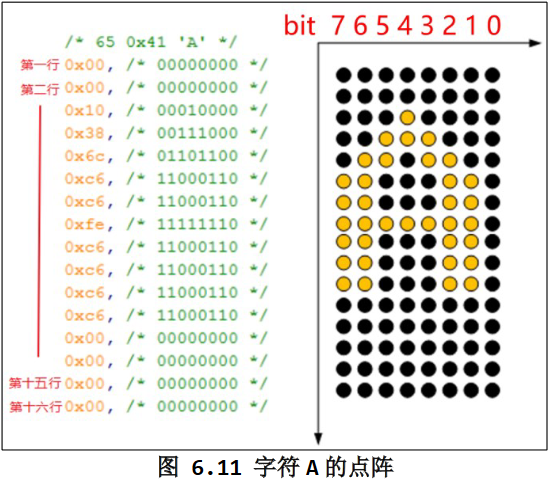 bit 7 6 5 4 3 2 1 0
/* 65 0x41 'A' */
第一行 0x00, /* 00000000 */
第二行 0x00, /* 00000000 */
0x10, /* 00010000 */
0x38, /* 00111000 */
0x6c, /* 01101100 */
0xc6, /* 11000110 */
0xc6, /* 11000110 */
0xfe, /* 11111110 */
0xc6, /* 11000110 */
0xc6, /* 11000110 */
0xc6, /* 11000110 */
0xc6, /* 11000110 */
0x00, /* 00000000 */
0x00, /* 00000000 */
第十五行 0x00, /* 00000000 */
第十六行 0x00, /* 00000000 */
图 6.11 字符A的点阵